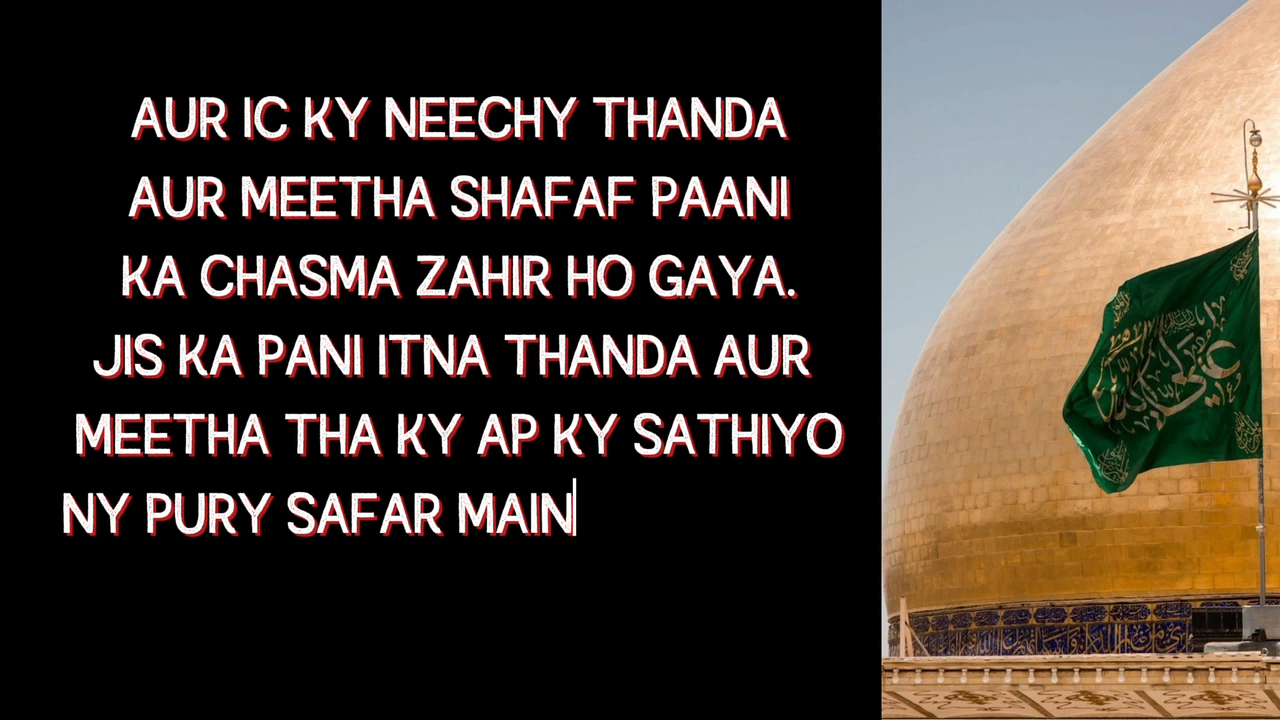 AUR IC KY NEECHY THANDA
AUR MEETHA SHAFAF PAANI
KA CHASMA ZAHIR HO GAYA.
JIS KA PANI ITNA THANDA AUR
MEETHA THA KY AP KY SATHIYO
NY PURY SAFAR MAIN